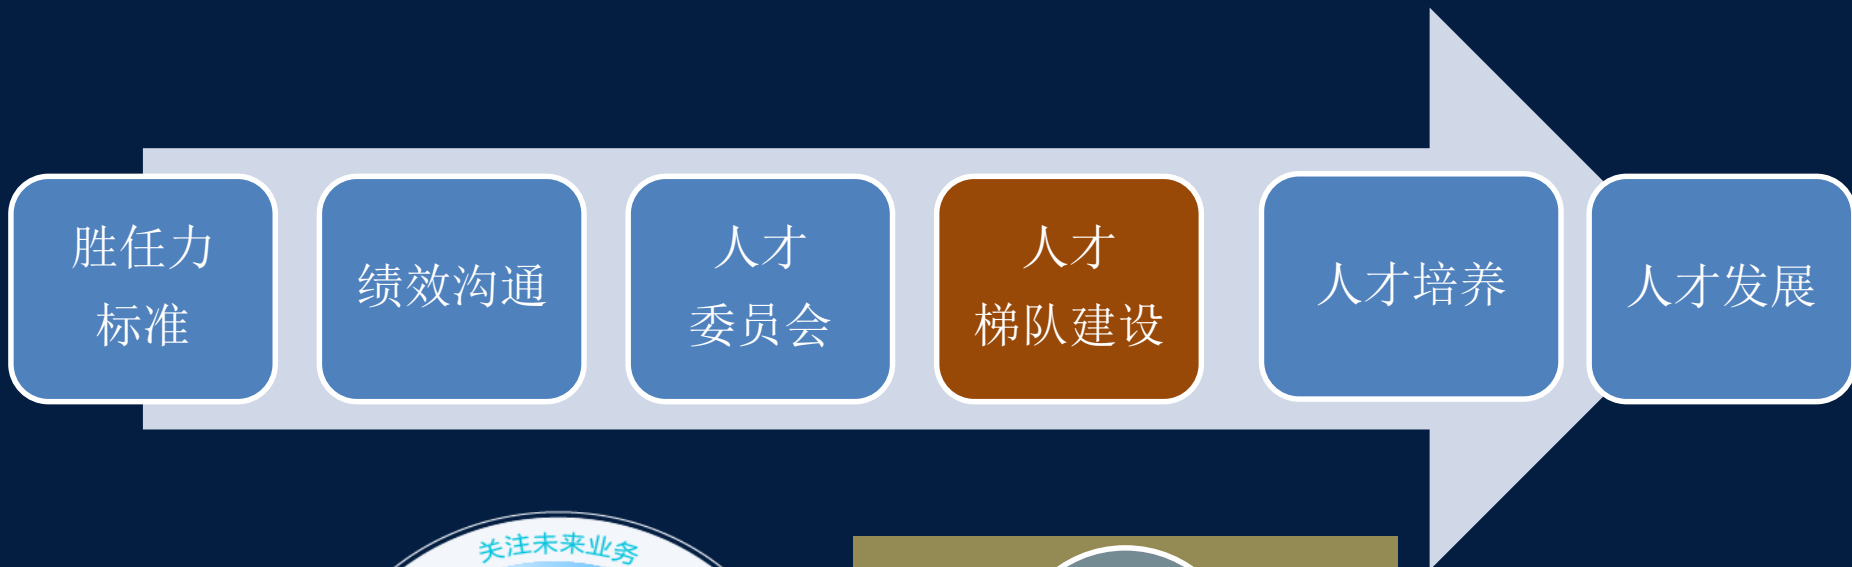 胜任力
标准
绩效沟通
人才
委员会
人才
梯队建设
人才培养
人才发展
关注未来业务